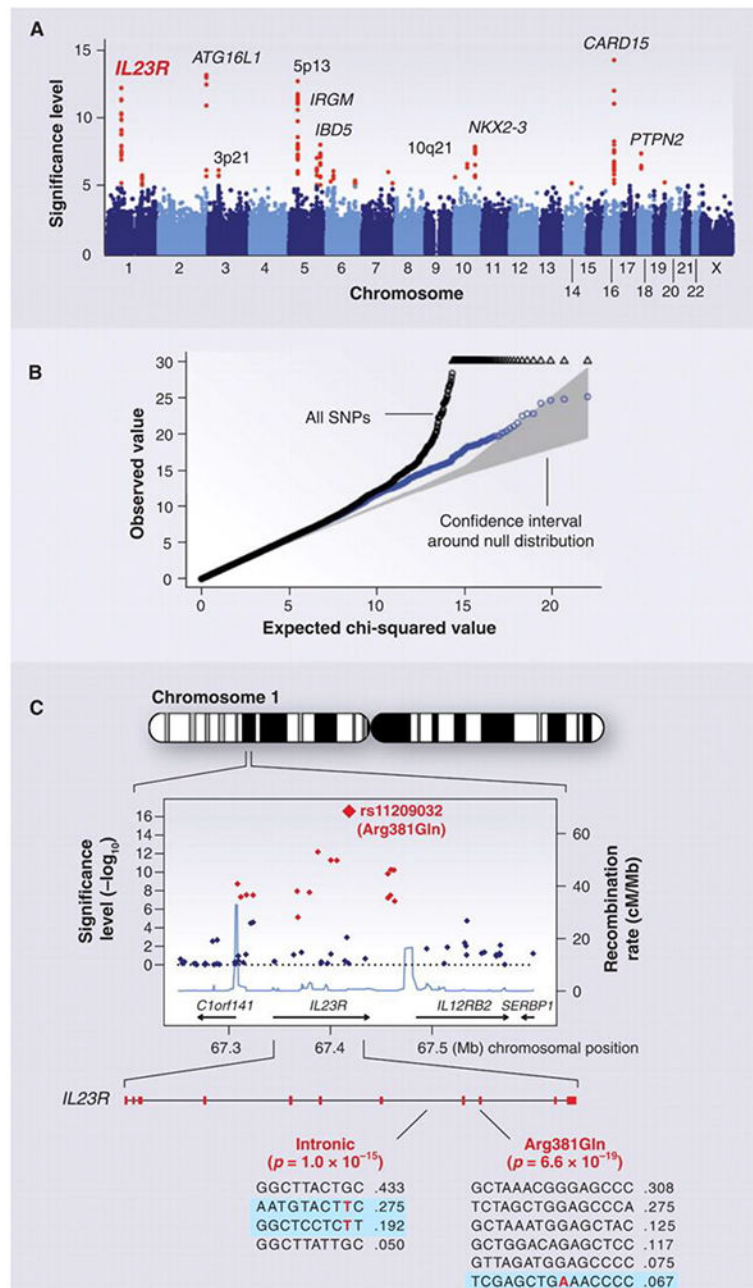 A
Significance level
15
10
5
0
IL23R
ATG16L1
3p21
5p13
IRGM
IBD5
10q21
NKX2-3
CARD15
PTPN2
1 2 3 4 5 6 7 8 9 10 11 12 13 15 17 19 21 X
14 16 18 20 22
Chromosome
B
Observed value
30
25
20
15
10
5
0
All SNPs
Confidence interval
around null distribution
0 5 10 15 20
Expected chi-squared value
C
Chromosome 1
Significance
level (–log10)
16
14
12
10
8
6
4
2
0
rs11209032
(Arg381Gln)
60
40
20
0
Recombination
rate (cM/Mb)
C1orf141 IL23R IL12RB2 SERBP1
67.3 67.4 67.5 (Mb) chromosomal position
IL23R
Intronic
(p = 1.0 × 10–15)
GGCTTACTGC .433
AATGTACTTC .275
GGCTCCTCTT .192
GGCTTATTGC .050
Arg381Gln
(p = 6.6 × 10–19)
GCTAAACGGGAGCCC .308
TCTAGCTGGAGCCCA .275
GCTAAATGGAGCTAC .125
GCTGGACAGAGCTCC .117
GTTAGATGGAGCCCC .075
TCGAGCTGAAACCCC .067